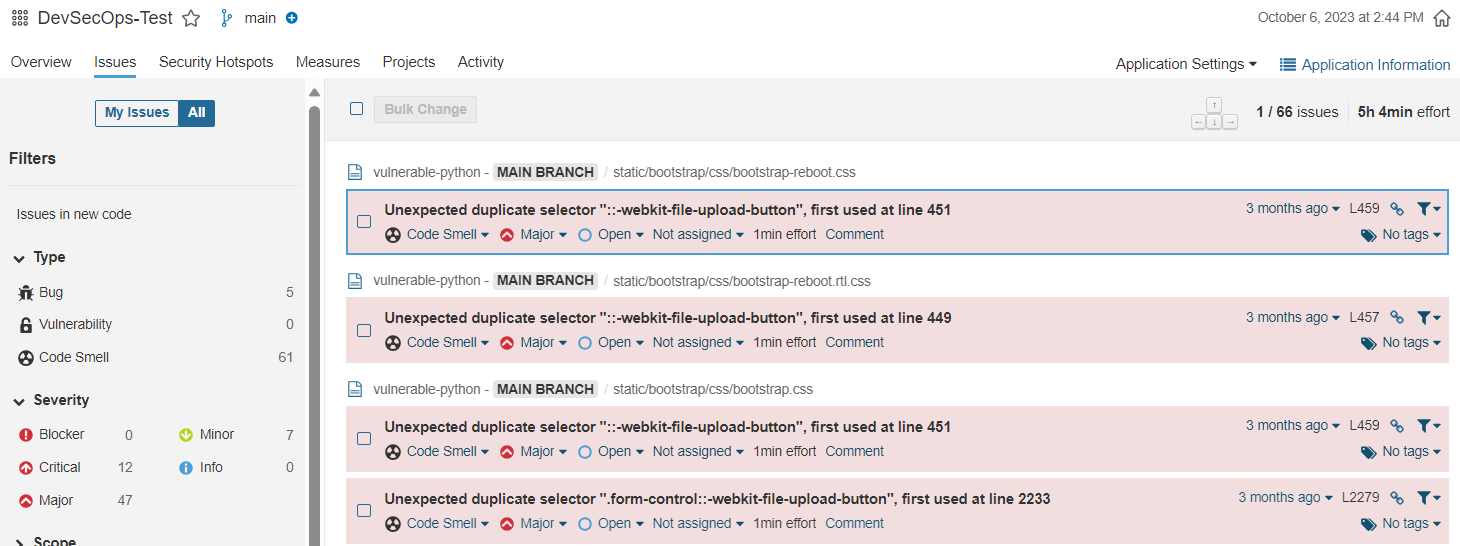 DevSecOps-Test main
October 6, 2023 at 2:44 PM
Overview Issues Security Hotspots Measures Projects Activity
Application Settings Application Information
My Issues All
Filters
Issues in new code
Type
Bug 5
Vulnerability 0
Code Smell 61
Severity
Blocker 0 Minor 7
Critical 12 Info 0
Major 47
Scope
Bulk Change
1 / 66 issues 5h 4min effort
vulnerable-python - MAIN BRANCH / static/bootstrap/css/bootstrap-reboot.css
Unexpected duplicate selector "::-webkit-file-upload-button", first used at line 451 3 months ago L459
Code Smell Major Open Not assigned 1min effort Comment No tags
vulnerable-python - MAIN BRANCH / static/bootstrap/css/bootstrap-reboot.rtl.css
Unexpected duplicate selector "::-webkit-file-upload-button", first used at line 449 3 months ago L457
Code Smell Major Open Not assigned 1min effort Comment No tags
vulnerable-python - MAIN BRANCH / static/bootstrap/css/bootstrap.css
Unexpected duplicate selector "::-webkit-file-upload-button", first used at line 451 3 months ago L459
Code Smell Major Open Not assigned 1min effort Comment No tags
Unexpected duplicate selector ".form-control::-webkit-file-upload-button", first used at line 2233 3 months ago L2279
Code Smell Major Open Not assigned 1min effort Comment No tags